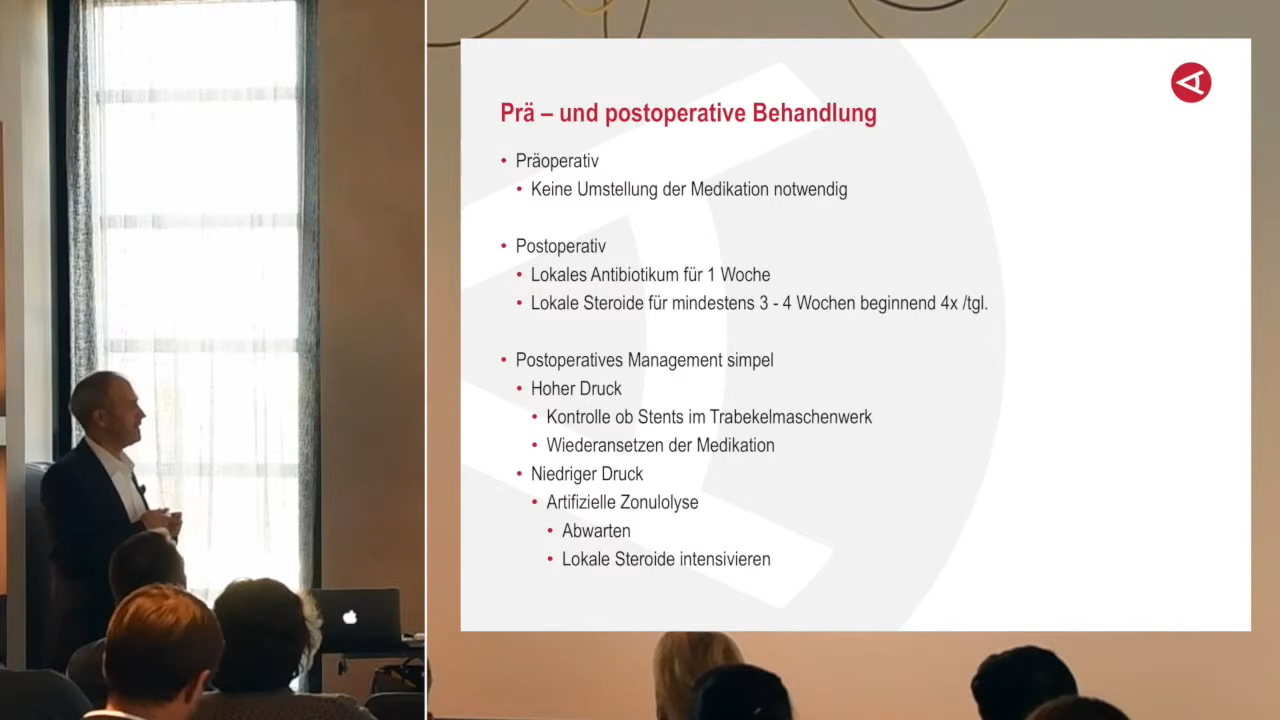 Prä – und postoperative Behandlung
Präoperativ
Keine Umstellung der Medikation notwendig
Postoperativ
Lokales Antibiotikum für 1 Woche
Lokale Steroide für mindestens 3 - 4 Wochen beginnend 4x /tgl.
Postoperatives Management simpel
Hoher Druck
Kontrolle ob Stents im Trabekelmaschenwerk
Wiederansetzen der Medikation
Niedriger Druck
Artifizielle Zonulolyse
Abwarten
Lokale Steroide intensivieren